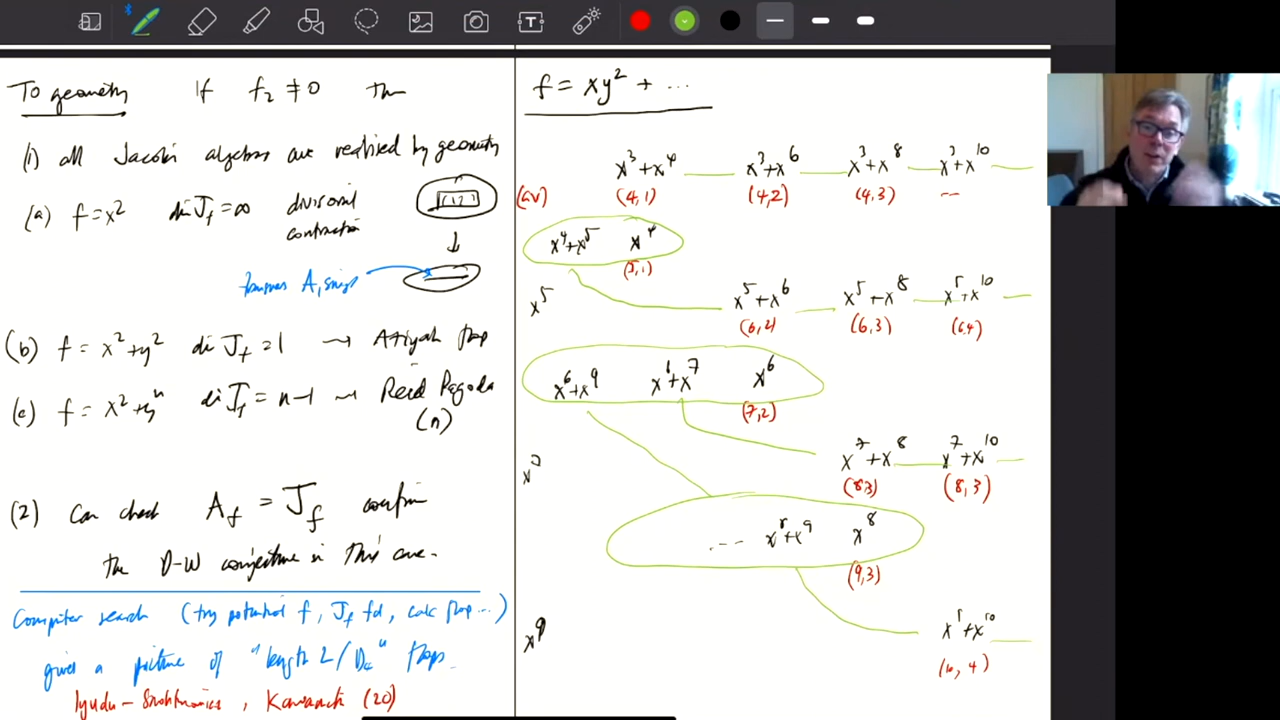 To geometry If f₂ ≠ 0 then
(1) all Jacobi algebras are realised by geometry
(a) f = x² dim J_f = ∞ divisorial contraction
A₁ sings
(b) f = x² + y² dim J_f = 1 ⇝ Atiyah flop
(c) f = x² + yⁿ dim J_f = n-1 ⇝ Reid Pagoda
(n)
(2) Can check A_f = J_f confirm
the D-W conjecture in this case.
Computer search (try potential f, J_f fd, calc flop...)
gives a picture of "length 2 / D₄" flops.
Iyudu - Smoktunowicz, Kawamata (20)
f = xy² + ...
x³+x⁴ x³+x⁶ x³+x⁸ x³+x¹⁰
(GV) (4,1) (4,2) (4,3) ...
x⁴+x⁵ x⁴
(5,1)
x⁵ x⁵+x⁶ x⁵+x⁸ x⁵+x¹⁰
(6,2) (6,3) (6,4)
x⁶+x⁹ x⁶+x⁷ x⁶
(7,2)
x⁷ x⁷+x⁸ x⁷+x¹⁰
(8,3) (8,3)
... x⁸+x⁹ x⁸
(9,3)
x⁹ x⁹+x¹⁰
(10,4)